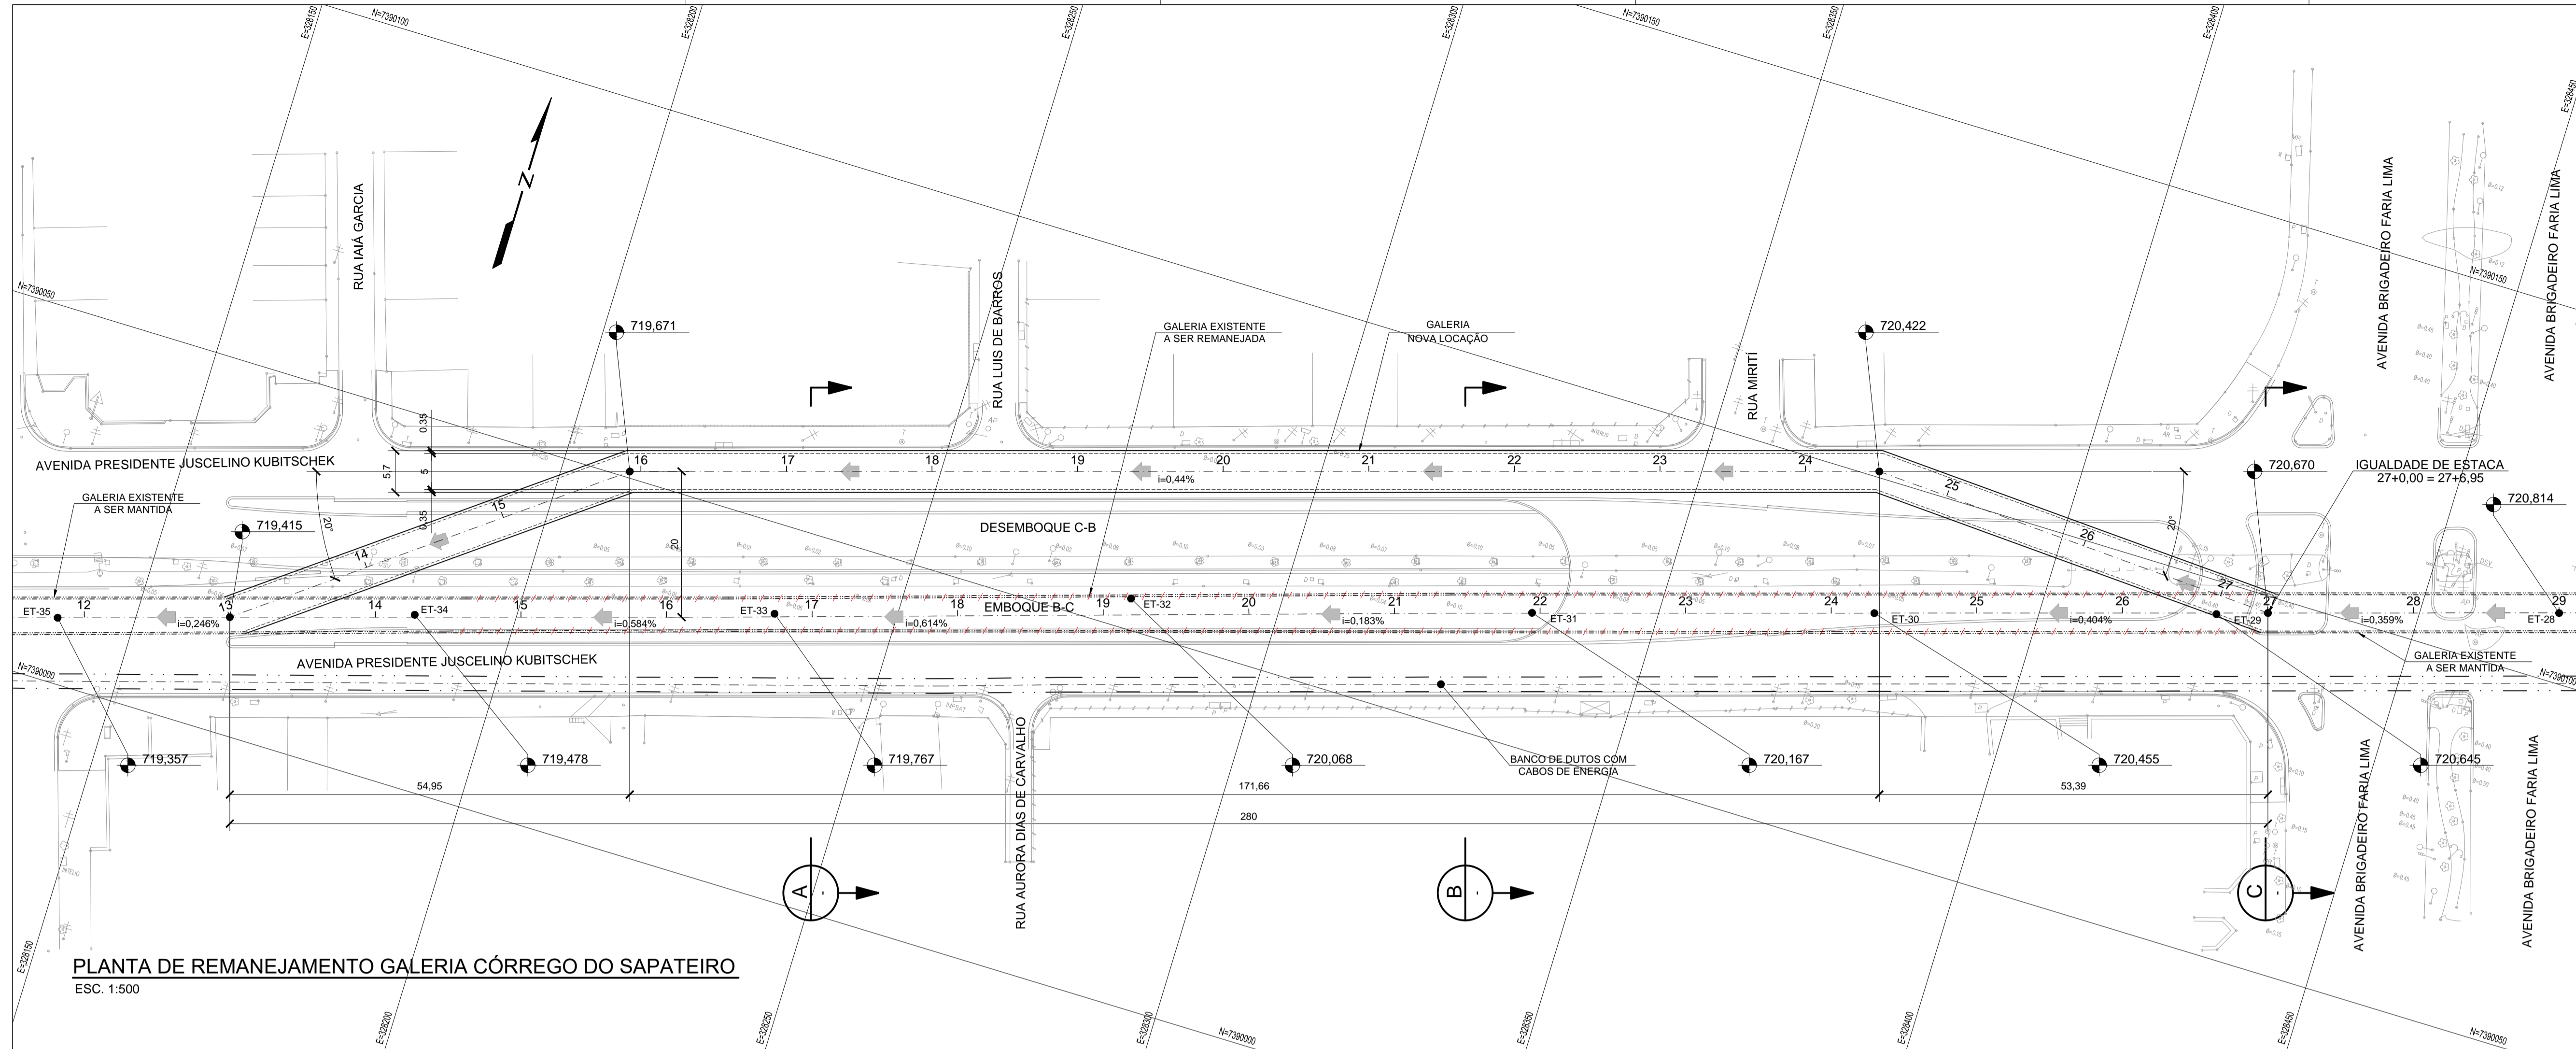 E=328150
N=7390100
E=328200
E=328250
E=328300
N=7390150
E=328350
E=328400
E=328450
RUA IAIÁ GARCIA
N
N=7390050
N=7390150
AVENIDA BRIGADEIRO FARIA LIMA
AVENIDA BRIGADEIRO FARIA LIMA
RUA LUIS DE BARROS
RUA MIRITÍ
719,671
GALERIA EXISTENTE
A SER REMANEJADA
GALERIA
NOVA LOCAÇÃO
720,422
0,35
5,7
5
0,35
AVENIDA PRESIDENTE JUSCELINO KUBITSCHEK
16
17
18
19
20
21
22
23
24
25
26
27
15
14
13
i=0,44%
720,670
IGUALDADE DE ESTACA
27+0,00 = 27+6,95
720,814
GALERIA EXISTENTE
A SER MANTIDA
719,415
20°
20
20°
DESEMBOQUE C-B
EMBOQUE B-C
12
14
15
16
17
18
19
20
21
22
23
24
25
26
27
28
29
ET-35
ET-34
ET-33
ET-32
ET-31
ET-30
ET-29
ET-28
i=0,246%
i=0,584%
i=0,614%
i=0,183%
i=0,404%
i=0,359%
GALERIA EXISTENTE
A SER MANTIDA
AVENIDA PRESIDENTE JUSCELINO KUBITSCHEK
N=7390000
N=7390100
IMPSAT
INTELIG
INTERLIG
DSV
DSV
AP
AP
AR
719,357
719,478
719,767
720,068
BANCO DE DUTOS COM
CABOS DE ENERGIA
720,167
720,455
720,645
54,95
171,66
53,39
280
RUA AURORA DIAS DE CARVALHO
AVENIDA BRIGADEIRO FARIA LIMA
AVENIDA BRIGADEIRO FARIA LIMA
A
-
B
-
C
-
PLANTA DE REMANEJAMENTO GALERIA CÓRREGO DO SAPATEIRO
ESC. 1:500
E=328150
E=328200
E=328250
E=328300
N=7390000
E=328350
E=328400
E=328450
N=7390050